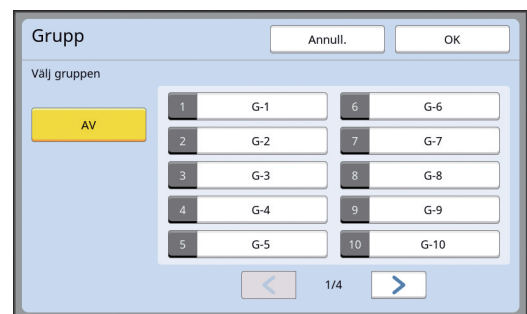 Grupp
Annull.
OK
Välj gruppen
AV
1 G-1
2 G-2
3 G-3
4 G-4
5 G-5
6 G-6
7 G-7
8 G-8
9 G-9
10 G-10
1/4